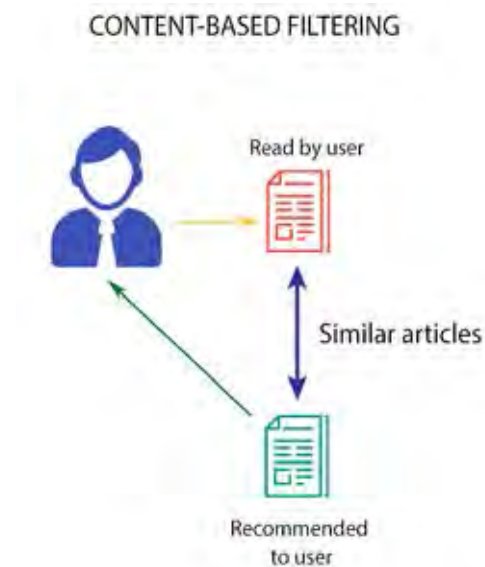 CONTENT-BASED FILTERING
Read by user
Similar articles
Recommended
to user